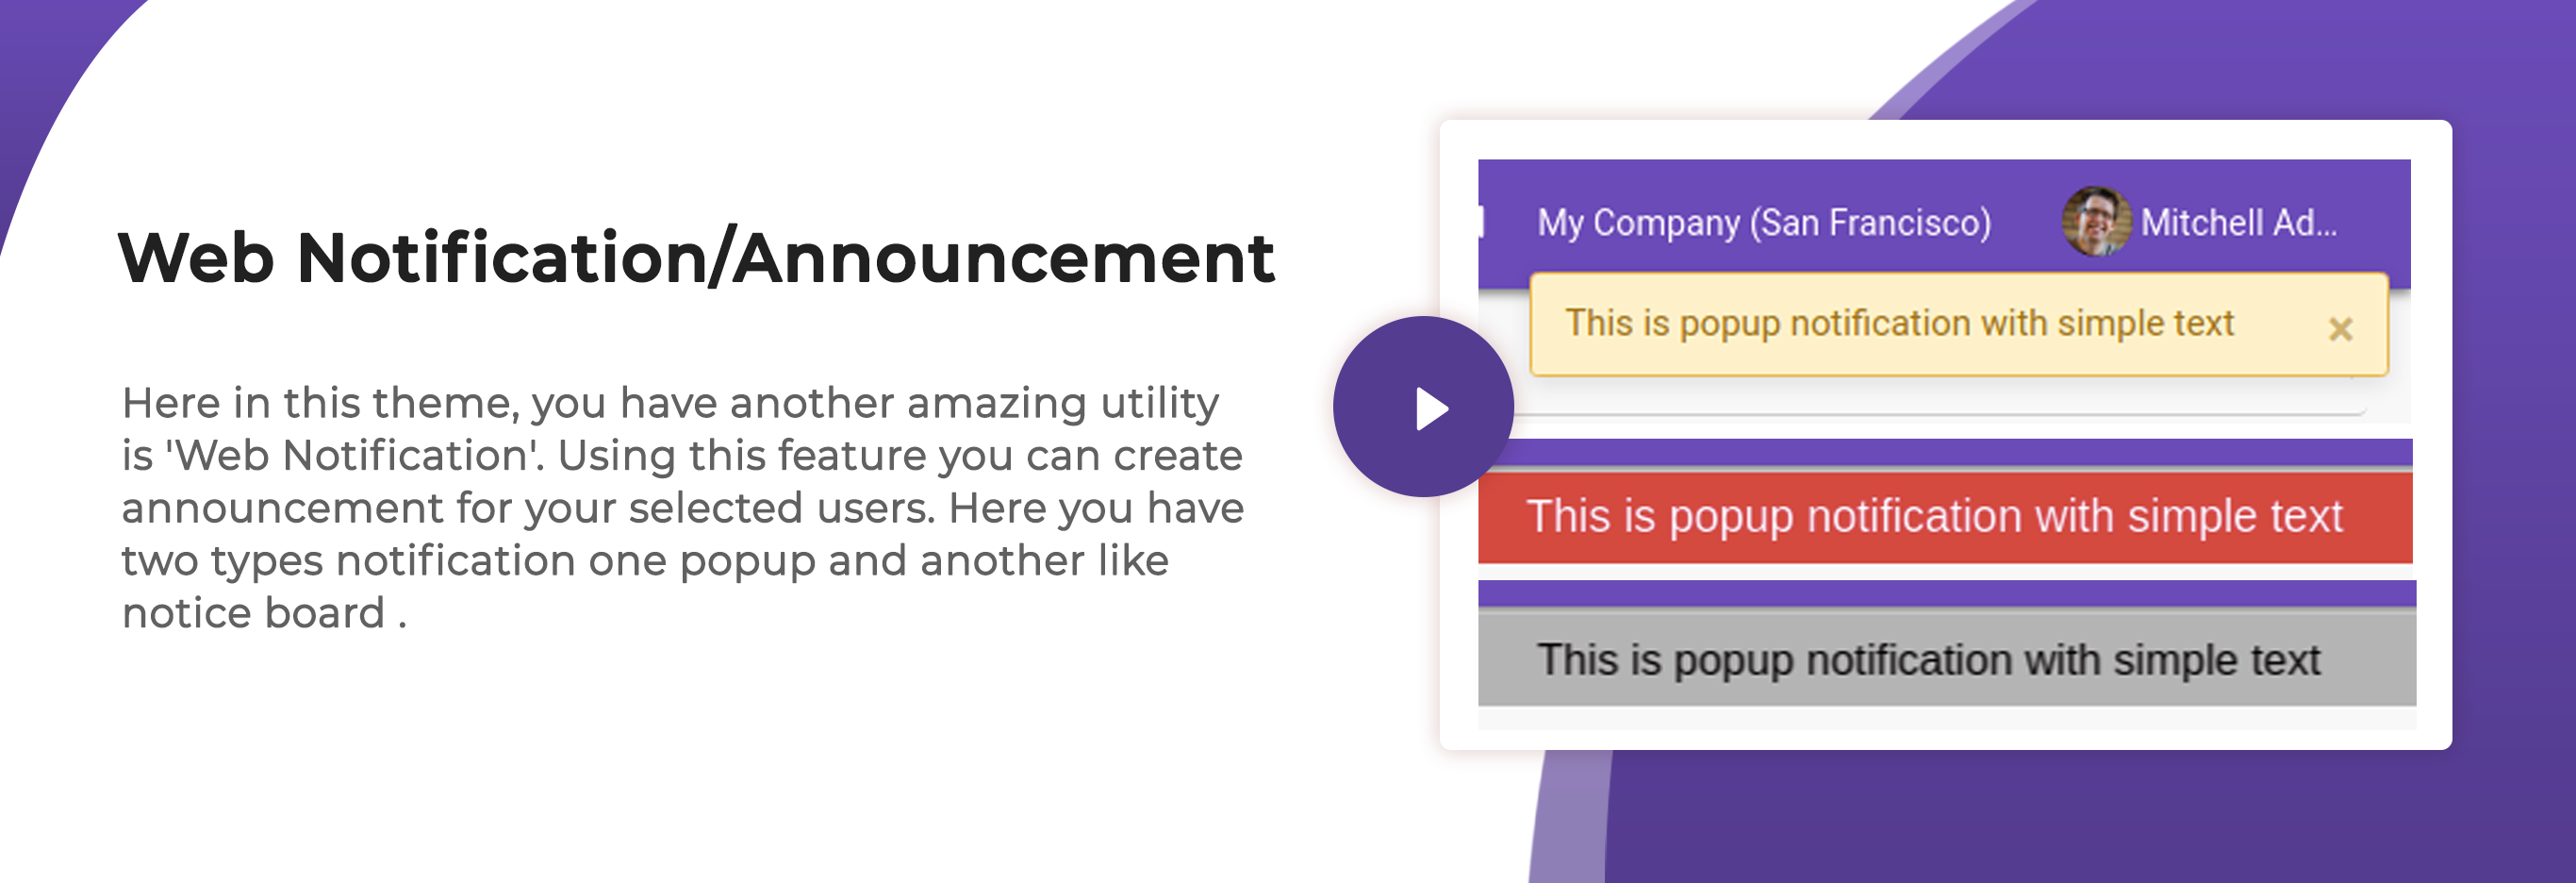 Web Notification/Announcement
Here in this theme, you have another amazing utility
is 'Web Notification'. Using this feature you can create
announcement for your selected users. Here you have
two types notification one popup and another like
notice board .
My Company (San Francisco) Mitchell Ad...
This is popup notification with simple text ×
This is popup notification with simple text
This is popup notification with simple text